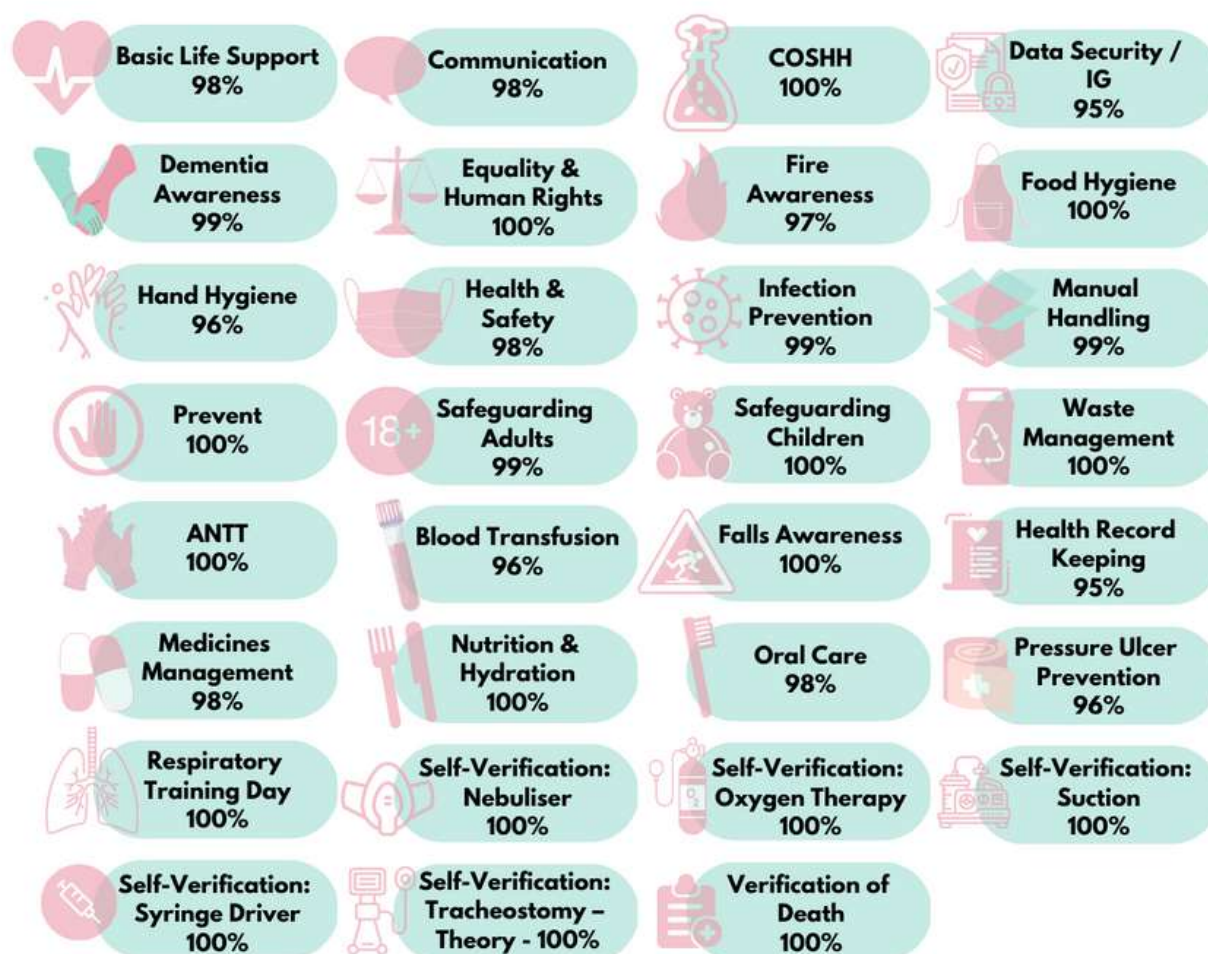 Basic Life Support
98%
Communication
98%
COSHH
100%
Data Security /
IG
95%
Dementia
Awareness
99%
Equality &
Human Rights
100%
Fire
Awareness
97%
Food Hygiene
100%
Hand Hygiene
96%
Health &
Safety
98%
Infection
Prevention
99%
Manual
Handling
99%
Prevent
100%
18+
Safeguarding
Adults
99%
Safeguarding
Children
100%
Waste
Management
100%
ANTT
100%
Blood Transfusion
96%
Falls Awareness
100%
Health Record
Keeping
95%
Medicines
Management
98%
Nutrition &
Hydration
100%
Oral Care
98%
Pressure Ulcer
Prevention
96%
Respiratory
Training Day
100%
Self-Verification:
Nebuliser
100%
O2
Self-Verification:
Oxygen Therapy
100%
Self-Verification:
Suction
100%
Self-Verification:
Syringe Driver
100%
Self-Verification:
Tracheostomy –
Theory - 100%
Verification of
Death
100%